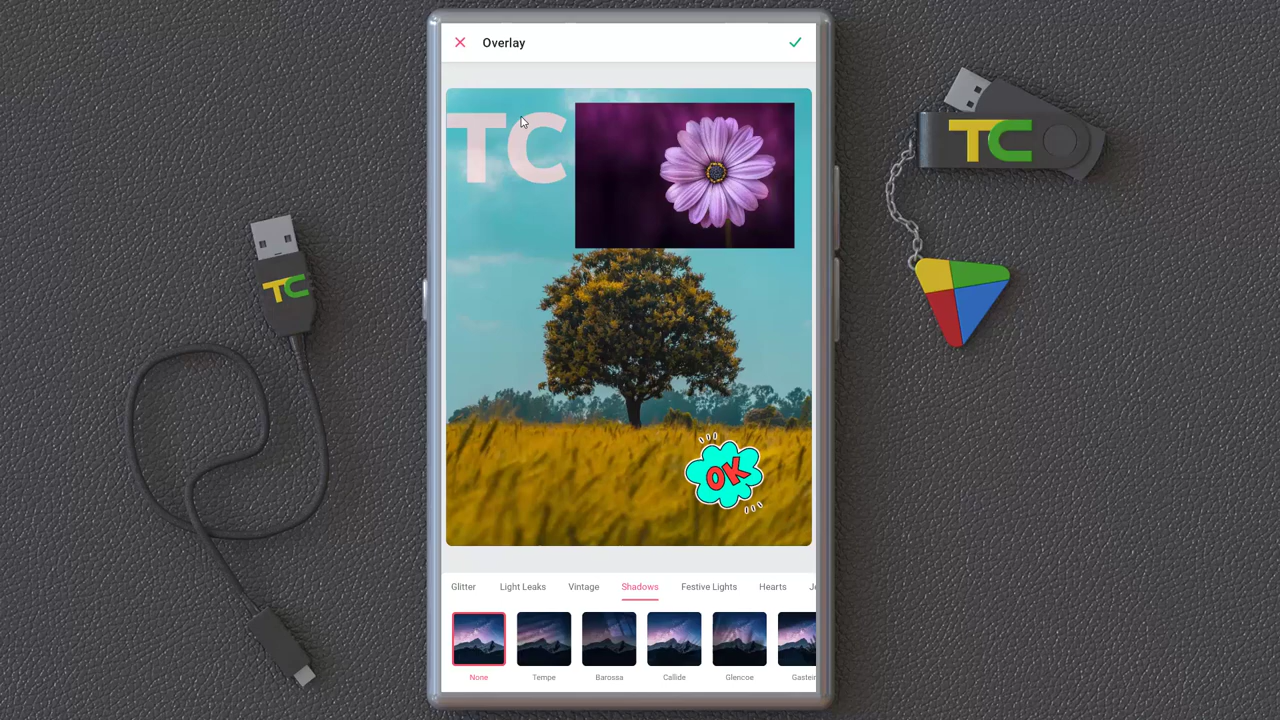 Overlay
TC
TC
TC
OK
Glitter Light Leaks Vintage Shadows Festive Lights Hearts
None Tempe Barossa Callide Glencoe